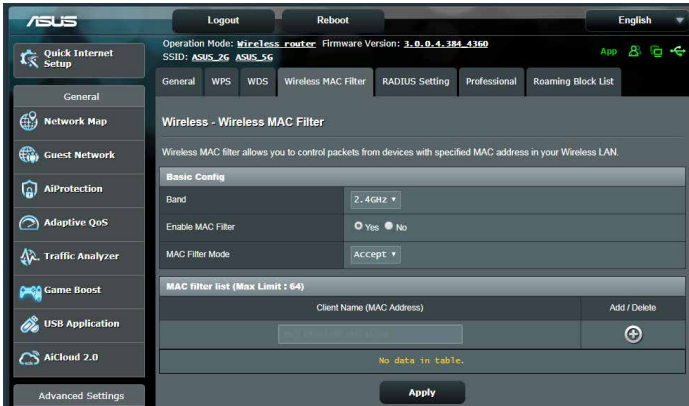 ASUS
Logout
Reboot
English
Quick Internet
Setup
Operation Mode: Wireless router Firmware Version: 3.0.0.4.384_4360
SSID: ASUS_2G ASUS_5G
App
General
WPS
WDS
Wireless MAC Filter
RADIUS Setting
Professional
Roaming Block List
General
Network Map
Guest Network
AiProtection
Adaptive QoS
Traffic Analyzer
Game Boost
USB Application
AiCloud 2.0
Advanced Settings
Wireless - Wireless MAC Filter
Wireless MAC filter allows you to control packets from devices with specified MAC address in your Wireless LAN.
Basic Config
Band
2.4GHz
Enable MAC Filter
Yes No
MAC Filter Mode
Accept
MAC filter list (Max Limit : 64)
Client Name (MAC Address)
Add / Delete
No data in table.
Apply